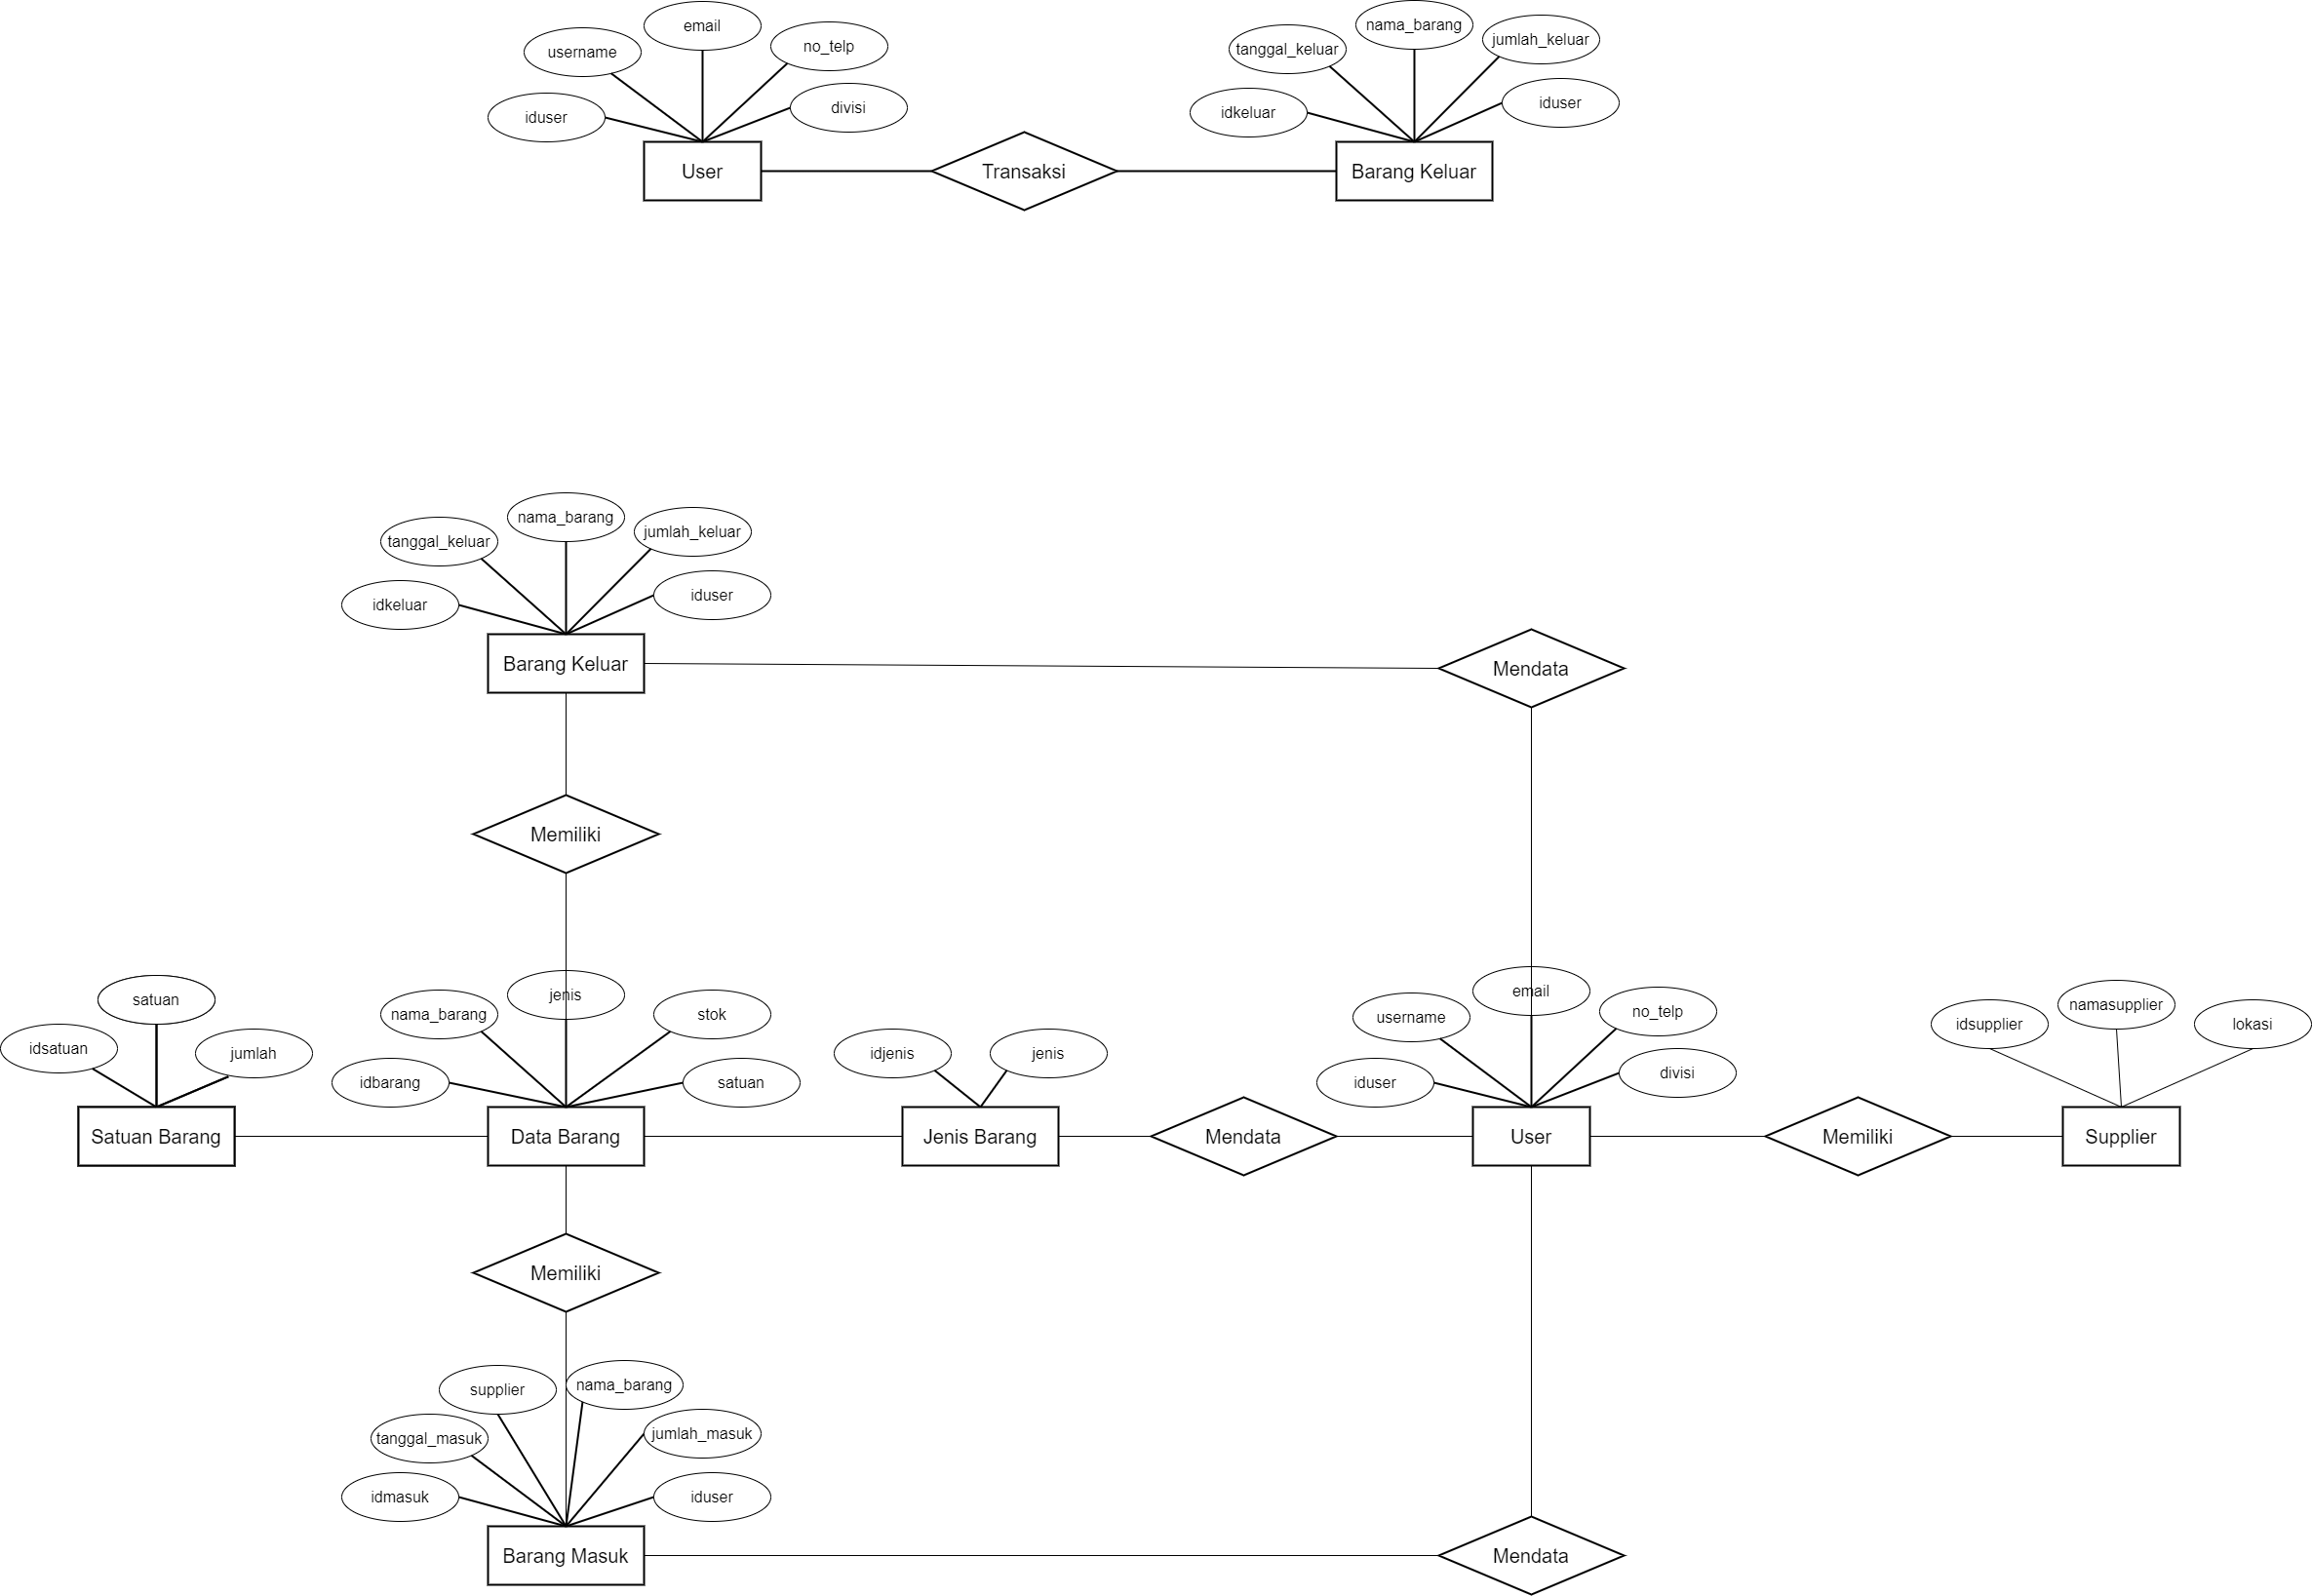 email
nama_barang
username
no_telp
tanggal_keluar
jumlah_keluar
iduser
divisi
idkeluar
iduser
User
Transaksi
Barang Keluar
nama_barang
tanggal_keluar
jumlah_keluar
idkeluar
iduser
Barang Keluar
Mendata
Memiliki
satuan
jenis
email
nama_barang
stok
username
no_telp
idsupplier
namasupplier
lokasi
idsatuan
jumlah
idjenis
jenis
idbarang
satuan
iduser
divisi
Satuan Barang
Data Barang
Jenis Barang
Mendata
User
Memiliki
Supplier
Memiliki
supplier
nama_barang
tanggal_masuk
jumlah_masuk
idmasuk
iduser
Barang Masuk
Mendata